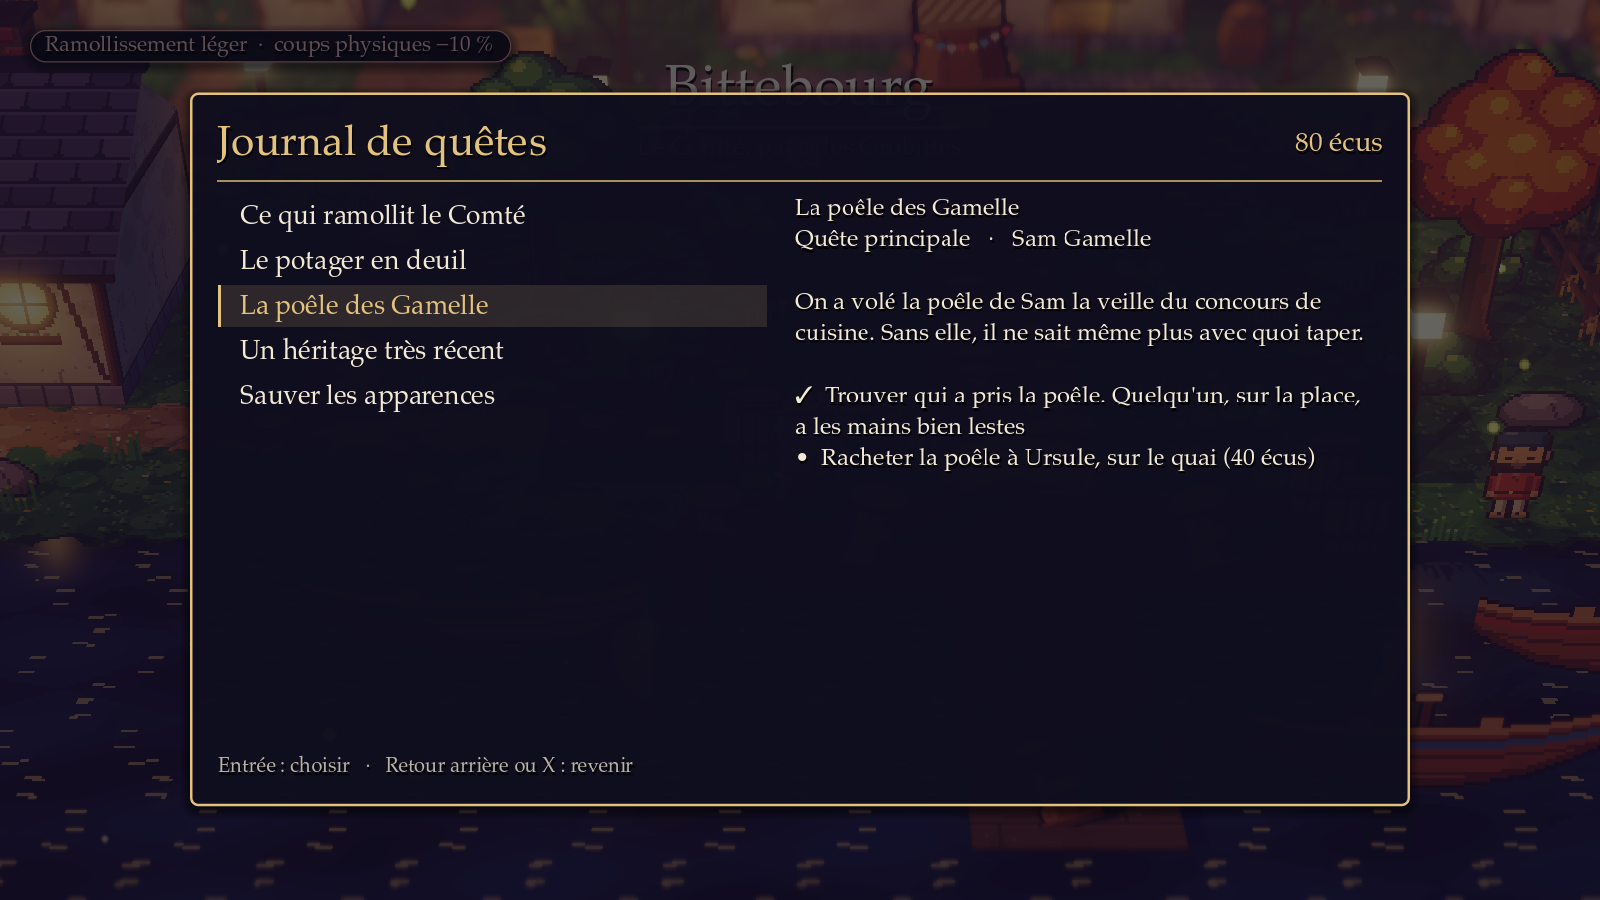 Ramollissement léger · coups physiques −10 %
Bittebourg
Journal de quêtes
80 écus
Ce qui ramollit le Comté
Le potager en deuil
La poêle des Gamelle
Un héritage très récent
Sauver les apparences
La poêle des Gamelle
Quête principale · Sam Gamelle
On a volé la poêle de Sam la veille du concours de
cuisine. Sans elle, il ne sait même plus avec quoi taper.
✓ Trouver qui a pris la poêle. Quelqu'un, sur la place,
a les mains bien lestes
• Racheter la poêle à Ursule, sur le quai (40 écus)
Entrée : choisir · Retour arrière ou X : revenir